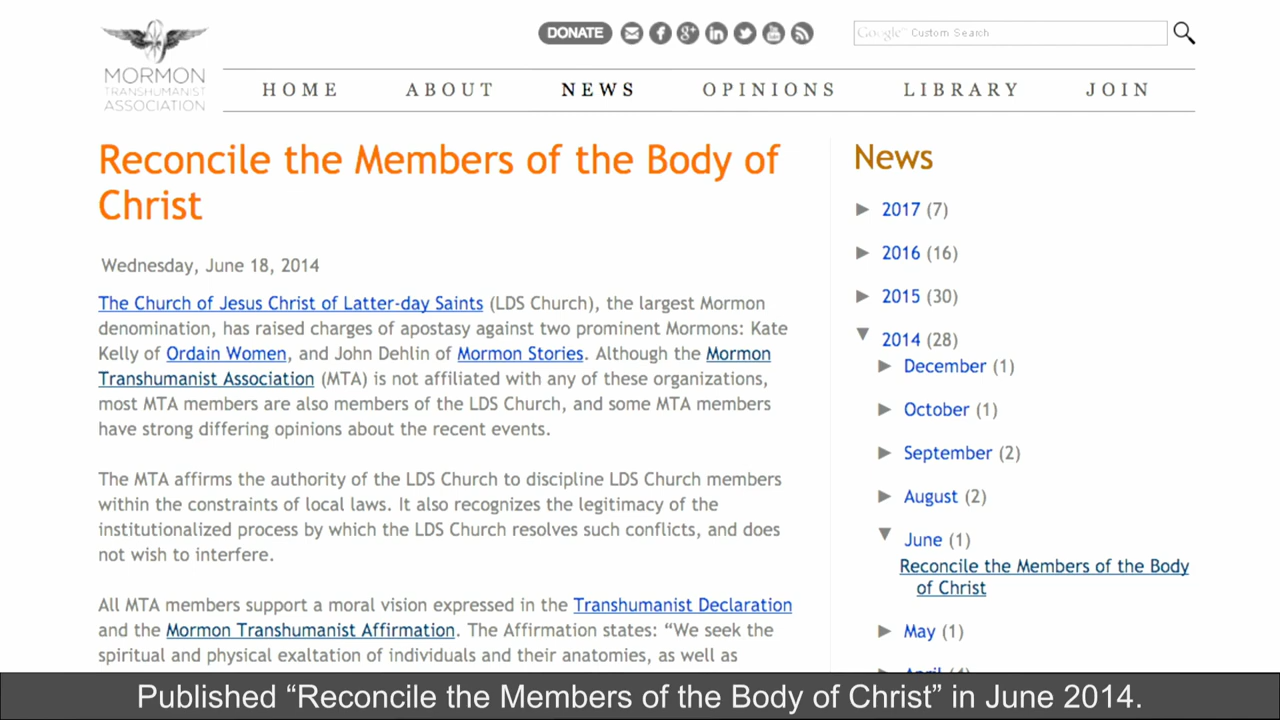 DONATE
Google™ Custom Search
MORMON
TRANSHUMANIST
ASSOCIATION
HOME ABOUT NEWS OPINIONS LIBRARY JOIN
Reconcile the Members of the Body of
Christ
Wednesday, June 18, 2014
The Church of Jesus Christ of Latter-day Saints (LDS Church), the largest Mormon
denomination, has raised charges of apostasy against two prominent Mormons: Kate
Kelly of Ordain Women, and John Dehlin of Mormon Stories. Although the Mormon
Transhumanist Association (MTA) is not affiliated with any of these organizations,
most MTA members are also members of the LDS Church, and some MTA members
have strong differing opinions about the recent events.
The MTA affirms the authority of the LDS Church to discipline LDS Church members
within the constraints of local laws. It also recognizes the legitimacy of the
institutionalized process by which the LDS Church resolves such conflicts, and does
not wish to interfere.
All MTA members support a moral vision expressed in the Transhumanist Declaration
and the Mormon Transhumanist Affirmation. The Affirmation states: “We seek the
spiritual and physical exaltation of individuals and their anatomies, as well as
News
► 2017 (7)
► 2016 (16)
► 2015 (30)
▼ 2014 (28)
► December (1)
► October (1)
► September (2)
► August (2)
▼ June (1)
Reconcile the Members of the Body
of Christ
► May (1)
Published “Reconcile the Members of the Body of Christ” in June 2014.